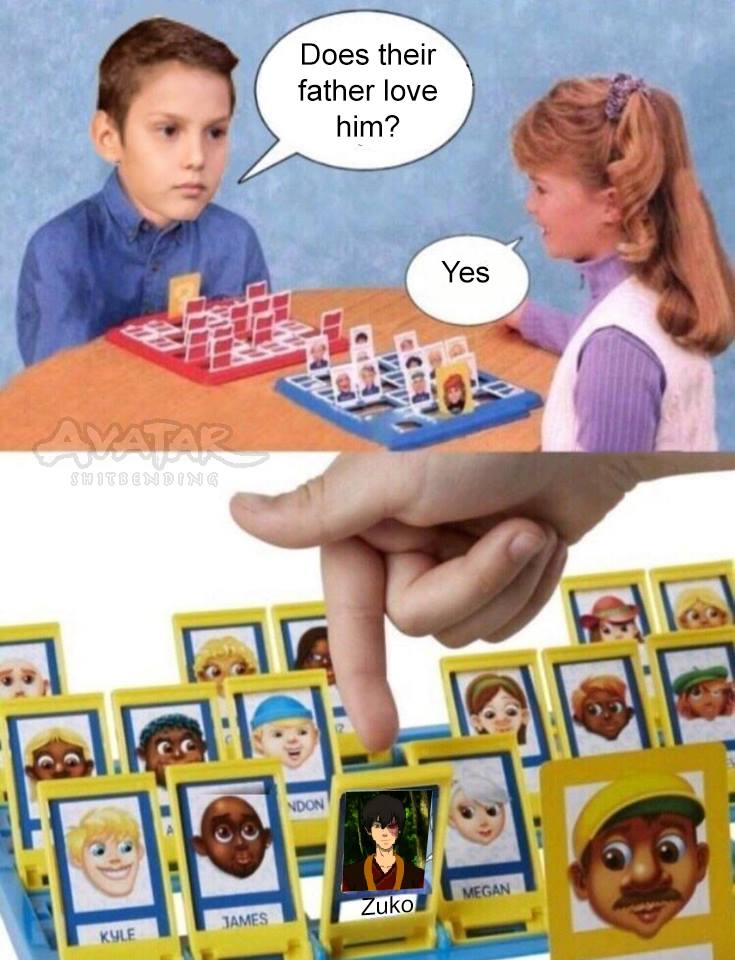 Does their
father love
him?
Yes
AVATAR
SHITBENDING
NDON
KYLE
JAMES
Zuko
MEGAN